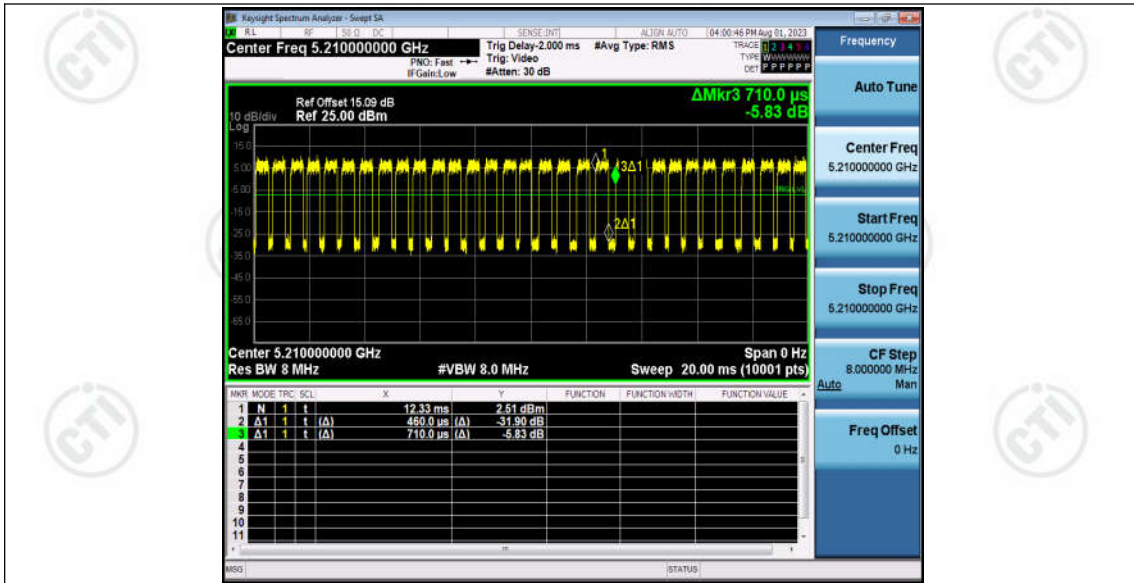 Keysight Spectrum Analyzer - Swept SA
RL RF 50 Ω DC SENSE:INT ALIGN AUTO 04:00:46 PM Aug 01, 2023
Center Freq 5.210000000 GHz
PNO: Fast
IFGain:Low
Trig Delay-2.000 ms
Trig: Video
#Atten: 30 dB
#Avg Type: RMS
TRACE 1 2 3 4 5 6
TYPE WWWWWW
DET P P P P P P
ΔMkr3 710.0 µs
-5.83 dB
Ref Offset 15.09 dB
10 dB/div Ref 25.00 dBm
Log
15.0
5.00
-5.00
-15.0
-25.0
-35.0
-45.0
-55.0
-65.0
1
3Δ1
2Δ1
Center 5.210000000 GHz Span 0 Hz
Res BW 8 MHz #VBW 8.0 MHz Sweep 20.00 ms (10001 pts)
MKR MODE TRC SCL X Y FUNCTION FUNCTION WIDTH FUNCTION VALUE
1 N 1 t 12.33 ms 2.51 dBm
2 Δ1 1 t (Δ) 460.0 µs (Δ) -31.90 dB
3 Δ1 1 t (Δ) 710.0 µs (Δ) -5.83 dB
4
5
6
7
8
9
10
11
MSG STATUS
Frequency
Auto Tune
Center Freq
5.210000000 GHz
Start Freq
5.210000000 GHz
Stop Freq
5.210000000 GHz
CF Step
8.000000 MHz
Auto Man
Freq Offset
0 Hz
CTI
CTI
CTI
CTI